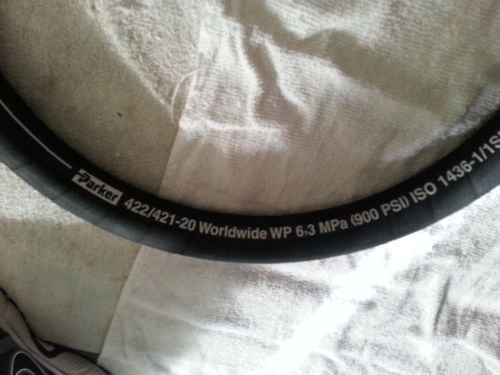 Parker 422/421-20 Worldwide WP 6.3 MPa (900 PSI) ISO 1436-1/1S